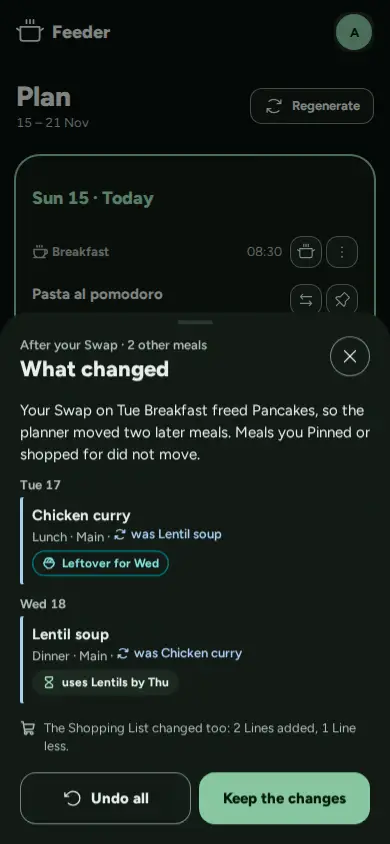 Feeder
A
Plan
15 – 21 Nov
Regenerate
Sun 15 · Today
Breakfast
08:30
Pasta al pomodoro
After your Swap · 2 other meals
What changed
Your Swap on Tue Breakfast freed Pancakes, so the
planner moved two later meals. Meals you Pinned or
shopped for did not move.
Tue 17
Chicken curry
Lunch · Main · was Lentil soup
Leftover for Wed
Wed 18
Lentil soup
Dinner · Main · was Chicken curry
uses Lentils by Thu
The Shopping List changed too: 2 Lines added, 1 Line
less.
Undo all
Keep the changes